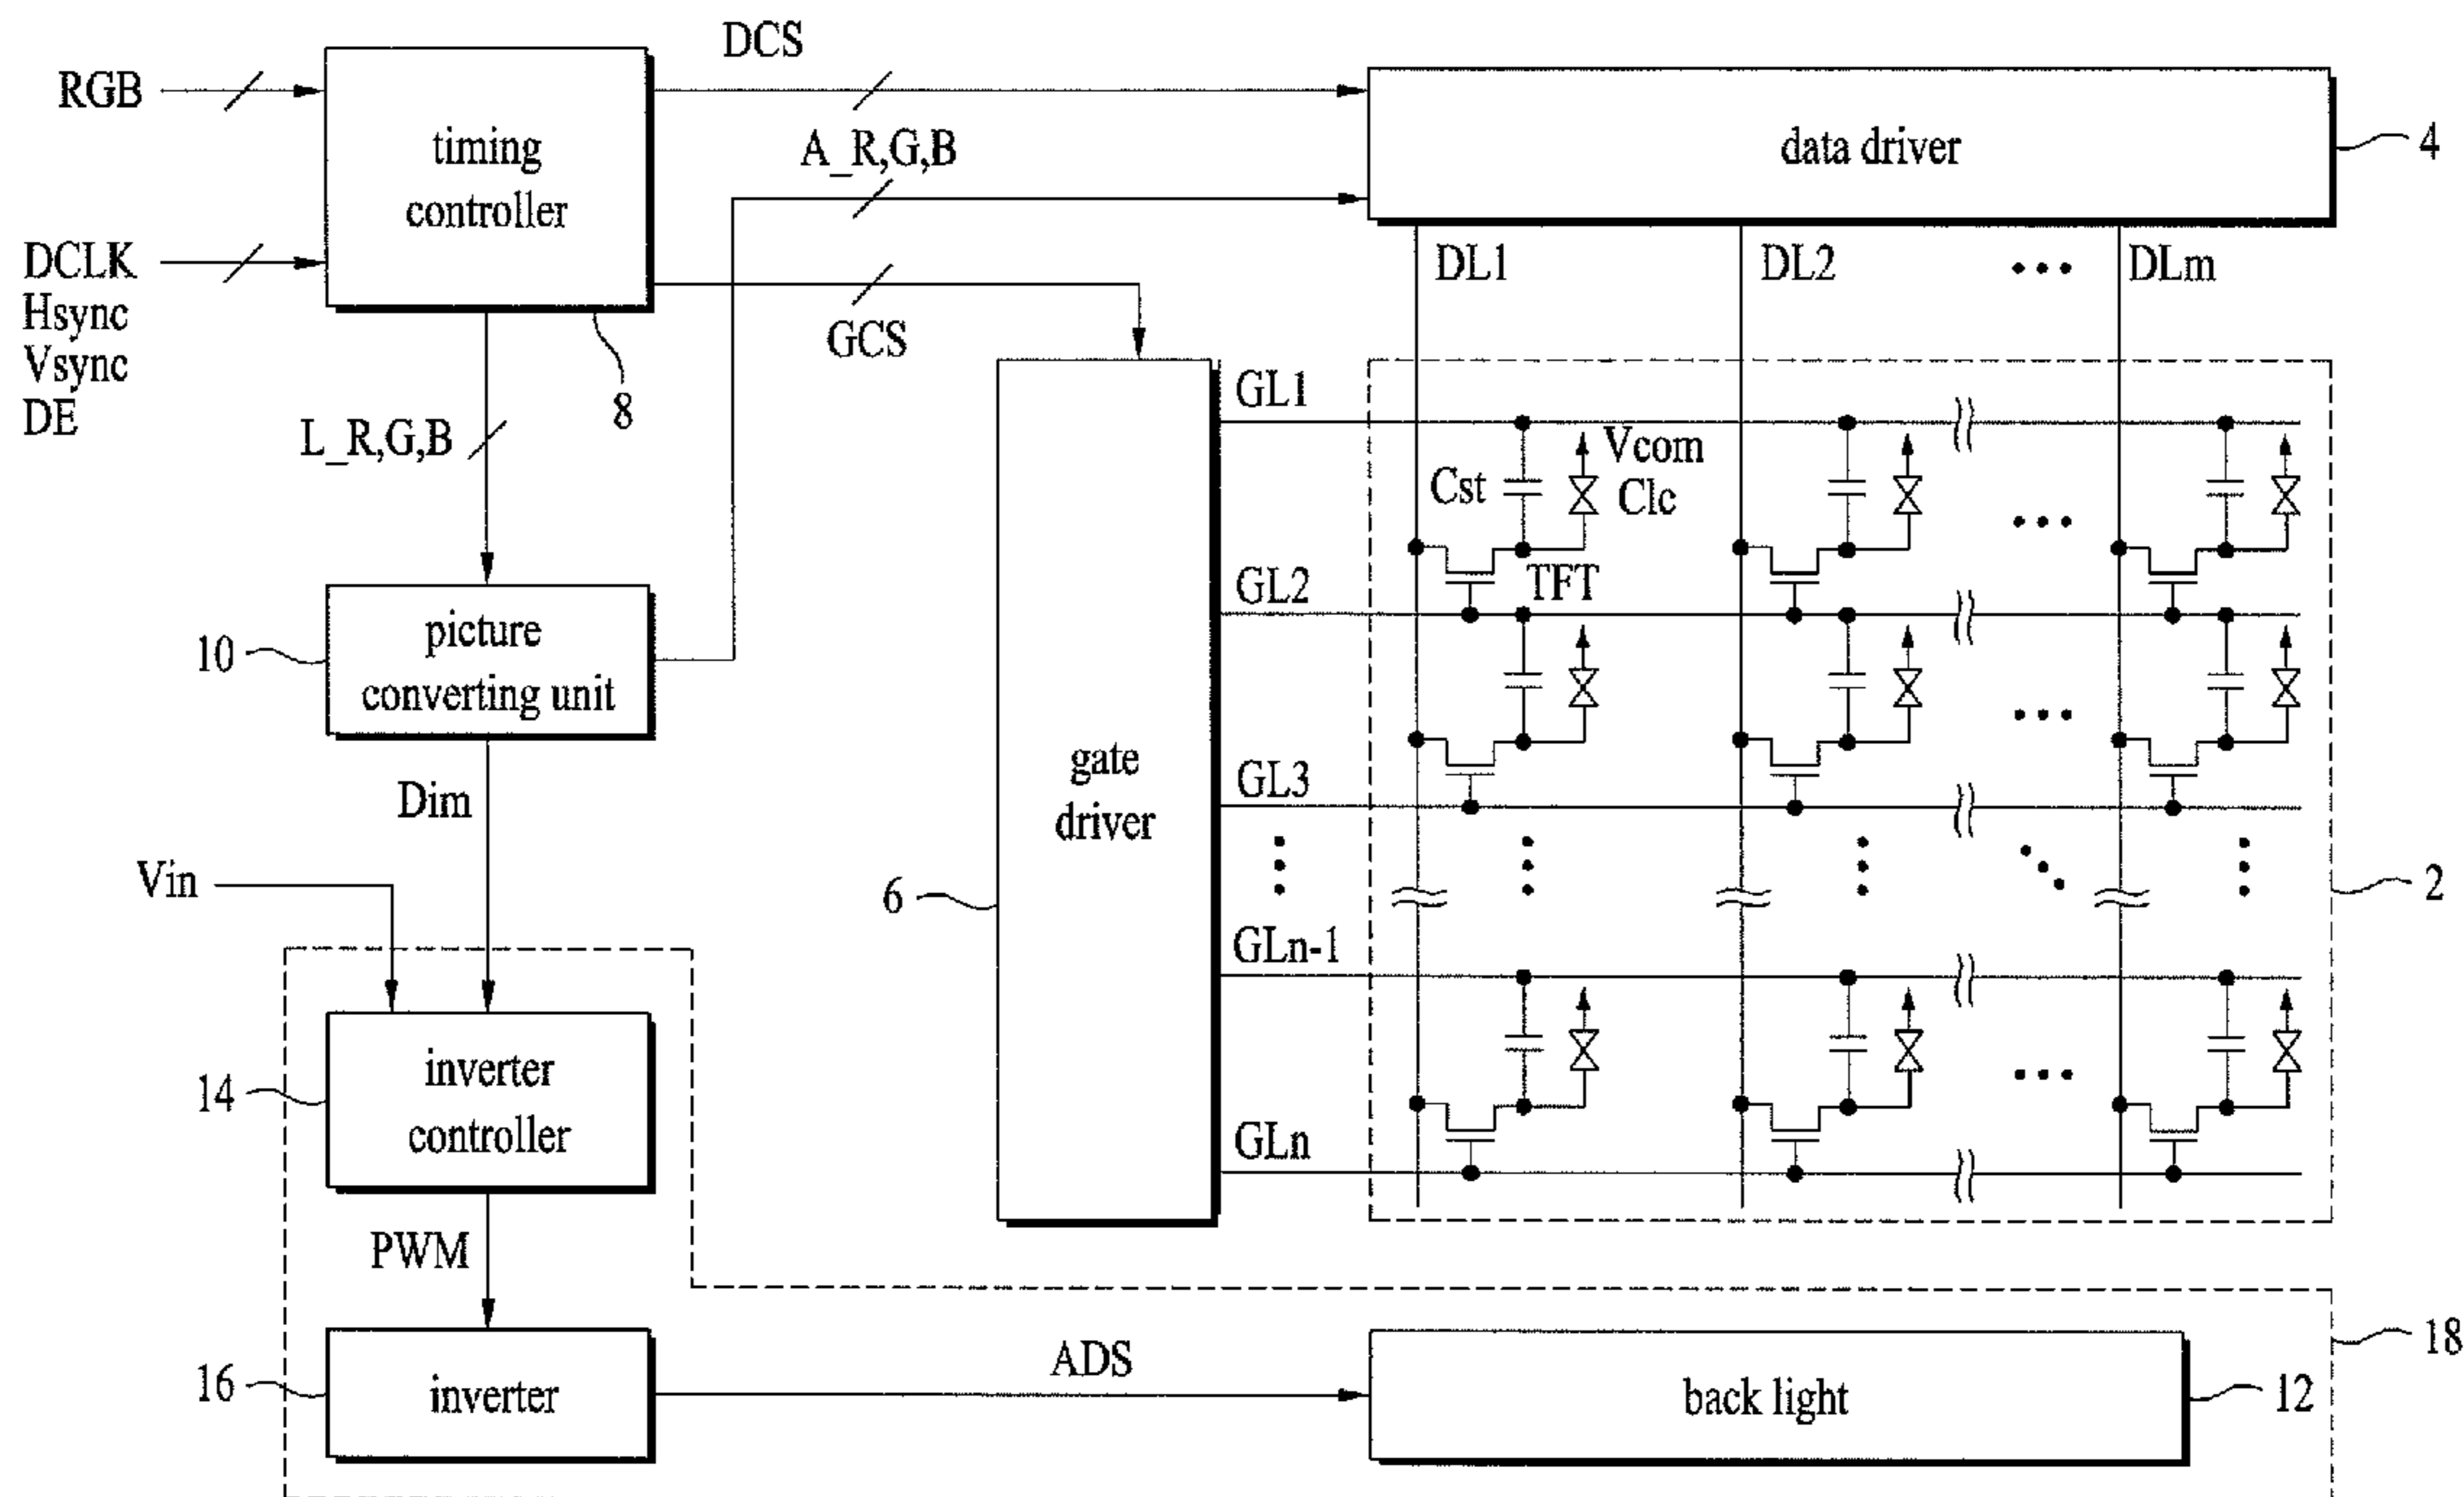 DCS
RGB
timing
controller
data driver
4
A_R,G,B
DCLK
Hsync
Vsync
DE
DL1
DL2
DLm
GCS
8
GL1
L_R,G,B
Vcom
Cst
Clc
GL2
TFT
10
picture
converting unit
gate
driver
GL3
Dim
Vin
6
2
GLn-1
14
inverter
controller
GLn
PWM
ADS
18
16
inverter
back light
12